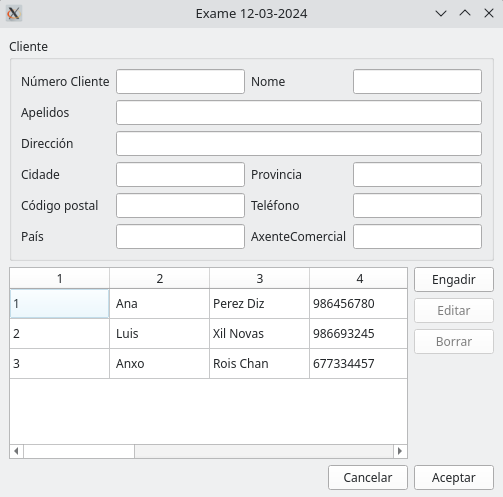 Exame 12-03-2024
Cliente
Número Cliente Nome
Apelidos
Dirección
Cidade Provincia
Código postal Teléfono
País AxenteComercial
1 2 3 4 Engadir
1 Ana Perez Diz 986456780 Editar
2 Luis Xil Novas 986693245 Borrar
3 Anxo Rois Chan 677334457
Cancelar Aceptar